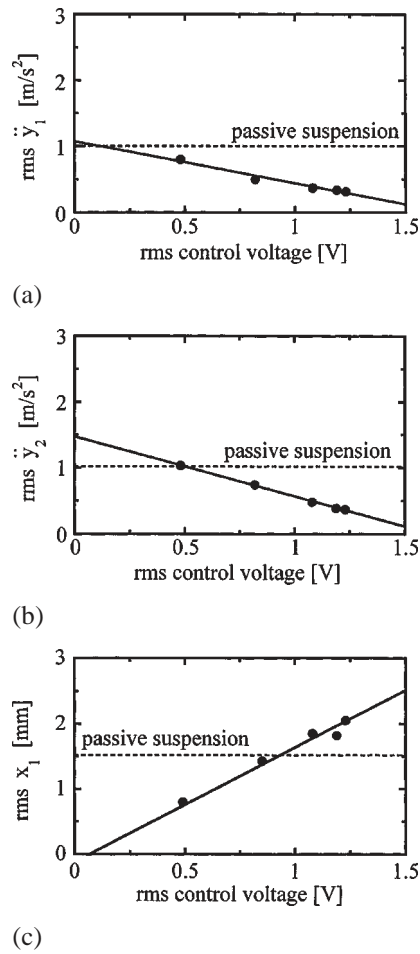 3
2
1
0
rms ÿ₁ [m/s²]
passive suspension
0 0.5 1 1.5
rms control voltage [V]
(a)
3
2
1
0
rms ÿ₂ [m/s²]
passive suspension
0 0.5 1 1.5
rms control voltage [V]
(b)
3
2
1
0
rms x₁ [mm]
passive suspension
0 0.5 1 1.5
rms control voltage [V]
(c)